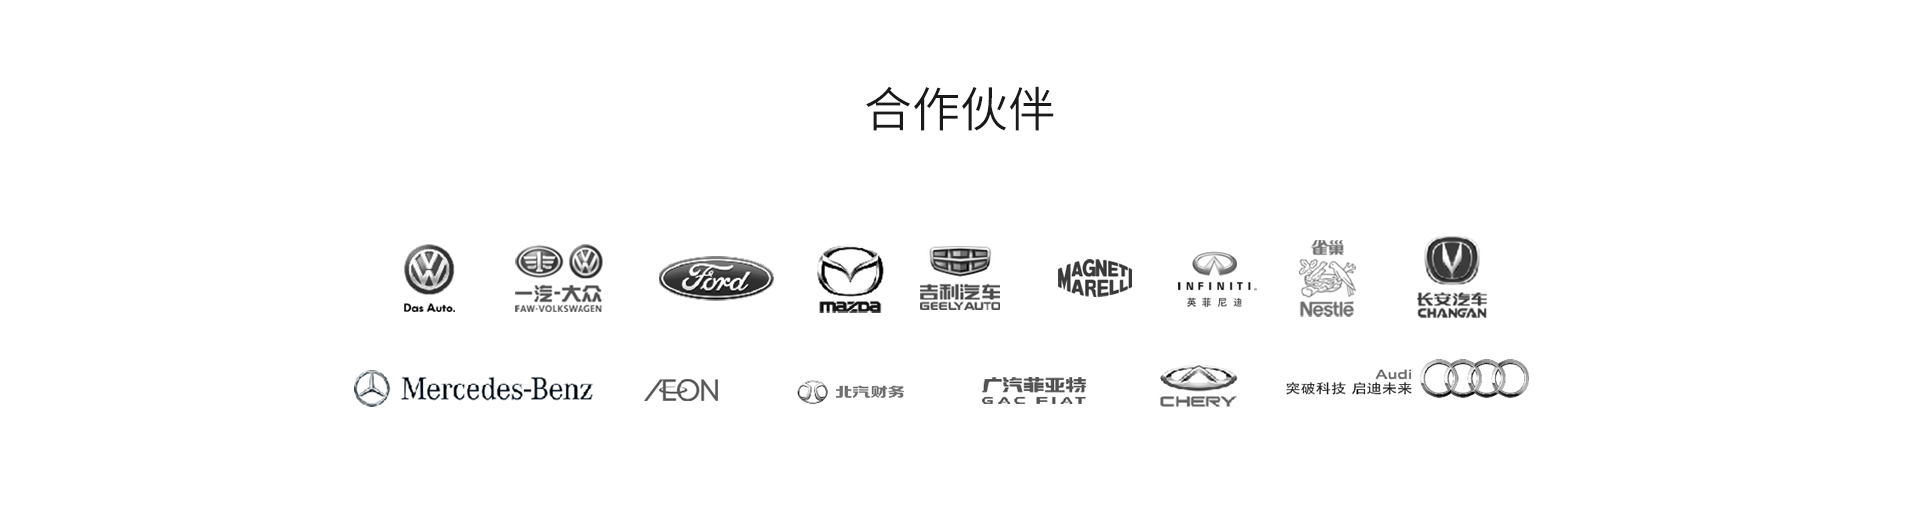 合作伙伴
Das Auto.
一汽-大众
FAW-VOLKSWAGEN
Ford
mazda
吉利汽车
GEELY AUTO
MAGNETI
MARELLI
INFINITI
英菲尼迪
雀巢
Nestlé
长安汽车
CHANGAN
Mercedes-Benz
ÆON
北汽财务
广汽菲亚特
GAC FIAT
CHERY
Audi
突破科技 启迪未来